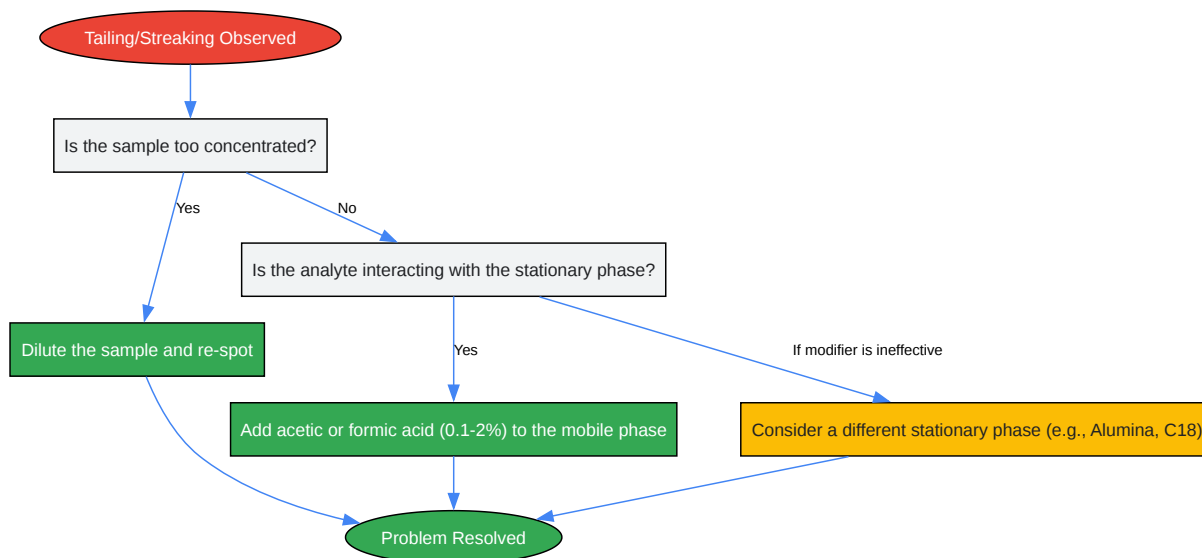 Tailing/Streaking Observed
Is the sample too concentrated?
Yes
No
Is the analyte interacting with the stationary phase?
Dilute the sample and re-spot
Yes
If modifier is ineffective
Add acetic or formic acid (0.1-2%) to the mobile phase
Consider a different stationary phase (e.g., Alumina, C18)
Problem Resolved